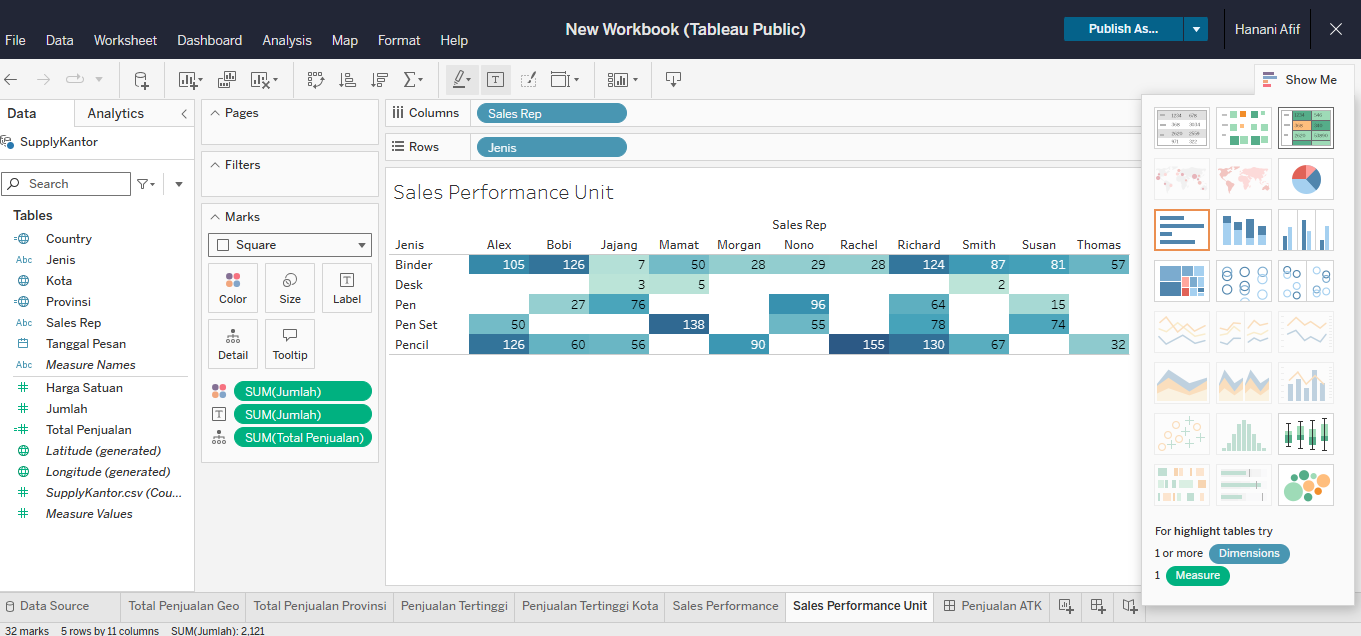 New Workbook (Tableau Public)
Publish As...
Hanani Afif
File Data Worksheet Dashboard Analysis Map Format Help
Show Me
Data Analytics
SupplyKantor
Search
Tables
Country
Abc Jenis
Kota
Provinsi
Abc Sales Rep
Tanggal Pesan
Abc Measure Names
Harga Satuan
Jumlah
Total Penjualan
Latitude (generated)
Longitude (generated)
SupplyKantor.csv (Cou...
Measure Values
Pages
Filters
Marks
Square
Color Size Label
Detail Tooltip
SUM(Jumlah)
SUM(Jumlah)
SUM(Total Penjualan)
Columns Sales Rep
Rows Jenis
Sales Performance Unit
Sales Rep
Jenis Alex Bobi Jajang Mamat Morgan Nono Rachel Richard Smith Susan Thomas
Binder 105 126 7 50 28 29 28 124 87 81 57
Desk 3 5 2
Pen 27 76 96 64 15
Pen Set 50 138 55 78 74
Pencil 125 60 56 90 155 130 67 32
For highlight tables try
1 or more Dimensions
1 Measure
Data Source Total Penjualan Geo Total Penjualan Provinsi Penjualan Tertinggi Penjualan Tertinggi Kota Sales Performance Sales Performance Unit Penjualan ATK
32 marks 5 rows by 11 columns SUM(Jumlah): 2,121